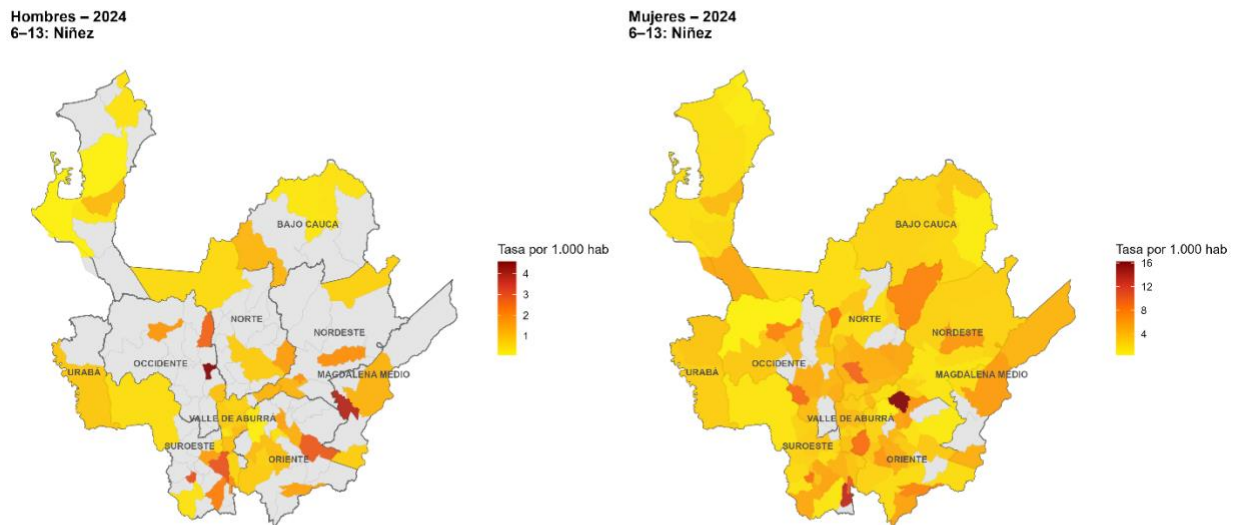 Hombres – 2024
6–13: Niñez
BAJO CAUCA
NORTE
NORDESTE
OCCIDENTE
MAGDALENA MEDIO
URABÁ
VALLE DE ABURRA
SUROESTE
ORIENTE
Tasa por 1.000 hab
4
3
2
1
Mujeres – 2024
6–13: Niñez
BAJO CAUCA
NORTE
NORDESTE
OCCIDENTE
MAGDALENA MEDIO
URABÁ
VALLE DE ABURRA
SUROESTE
ORIENTE
Tasa por 1.000 hab
16
12
8
4